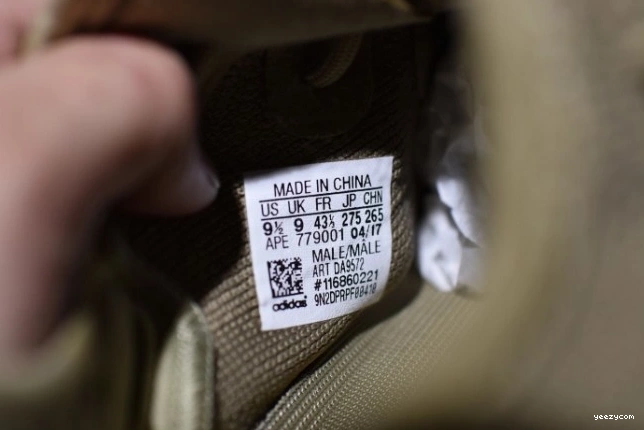 MADE IN CHINA
US UK FR JP CHN
9½ 9 43⅓ 275 265
APE 779001 04/17
MALE/MÂLE
ART DA9572
#116860221
9N2DPRPF00410
adidas
yeezycom